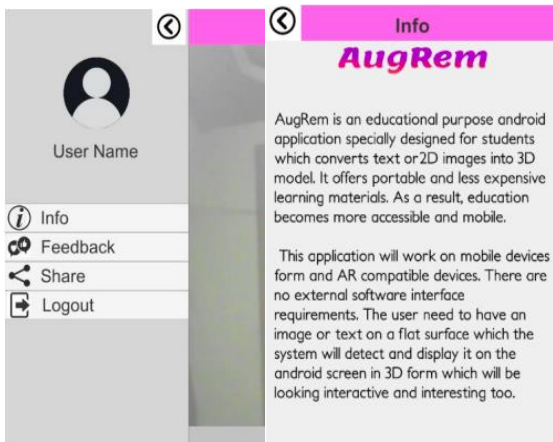 User Name
Info
Feedback
Share
Logout
Info
AugRem
AugRem is an educational purpose android
application specially designed for students
which converts text or2D images into 3D
model. It offers portable and less expensive
learning materials. As a result, education
becomes more accessible and mobile.
This application will work on mobile devices
form and AR compatible devices. There are
no external software interface
requirements. The user need to have an
image or text on a flat surface which the
system will detect and display it on the
android screen in 3D form which will be
looking interactive and interesting too.